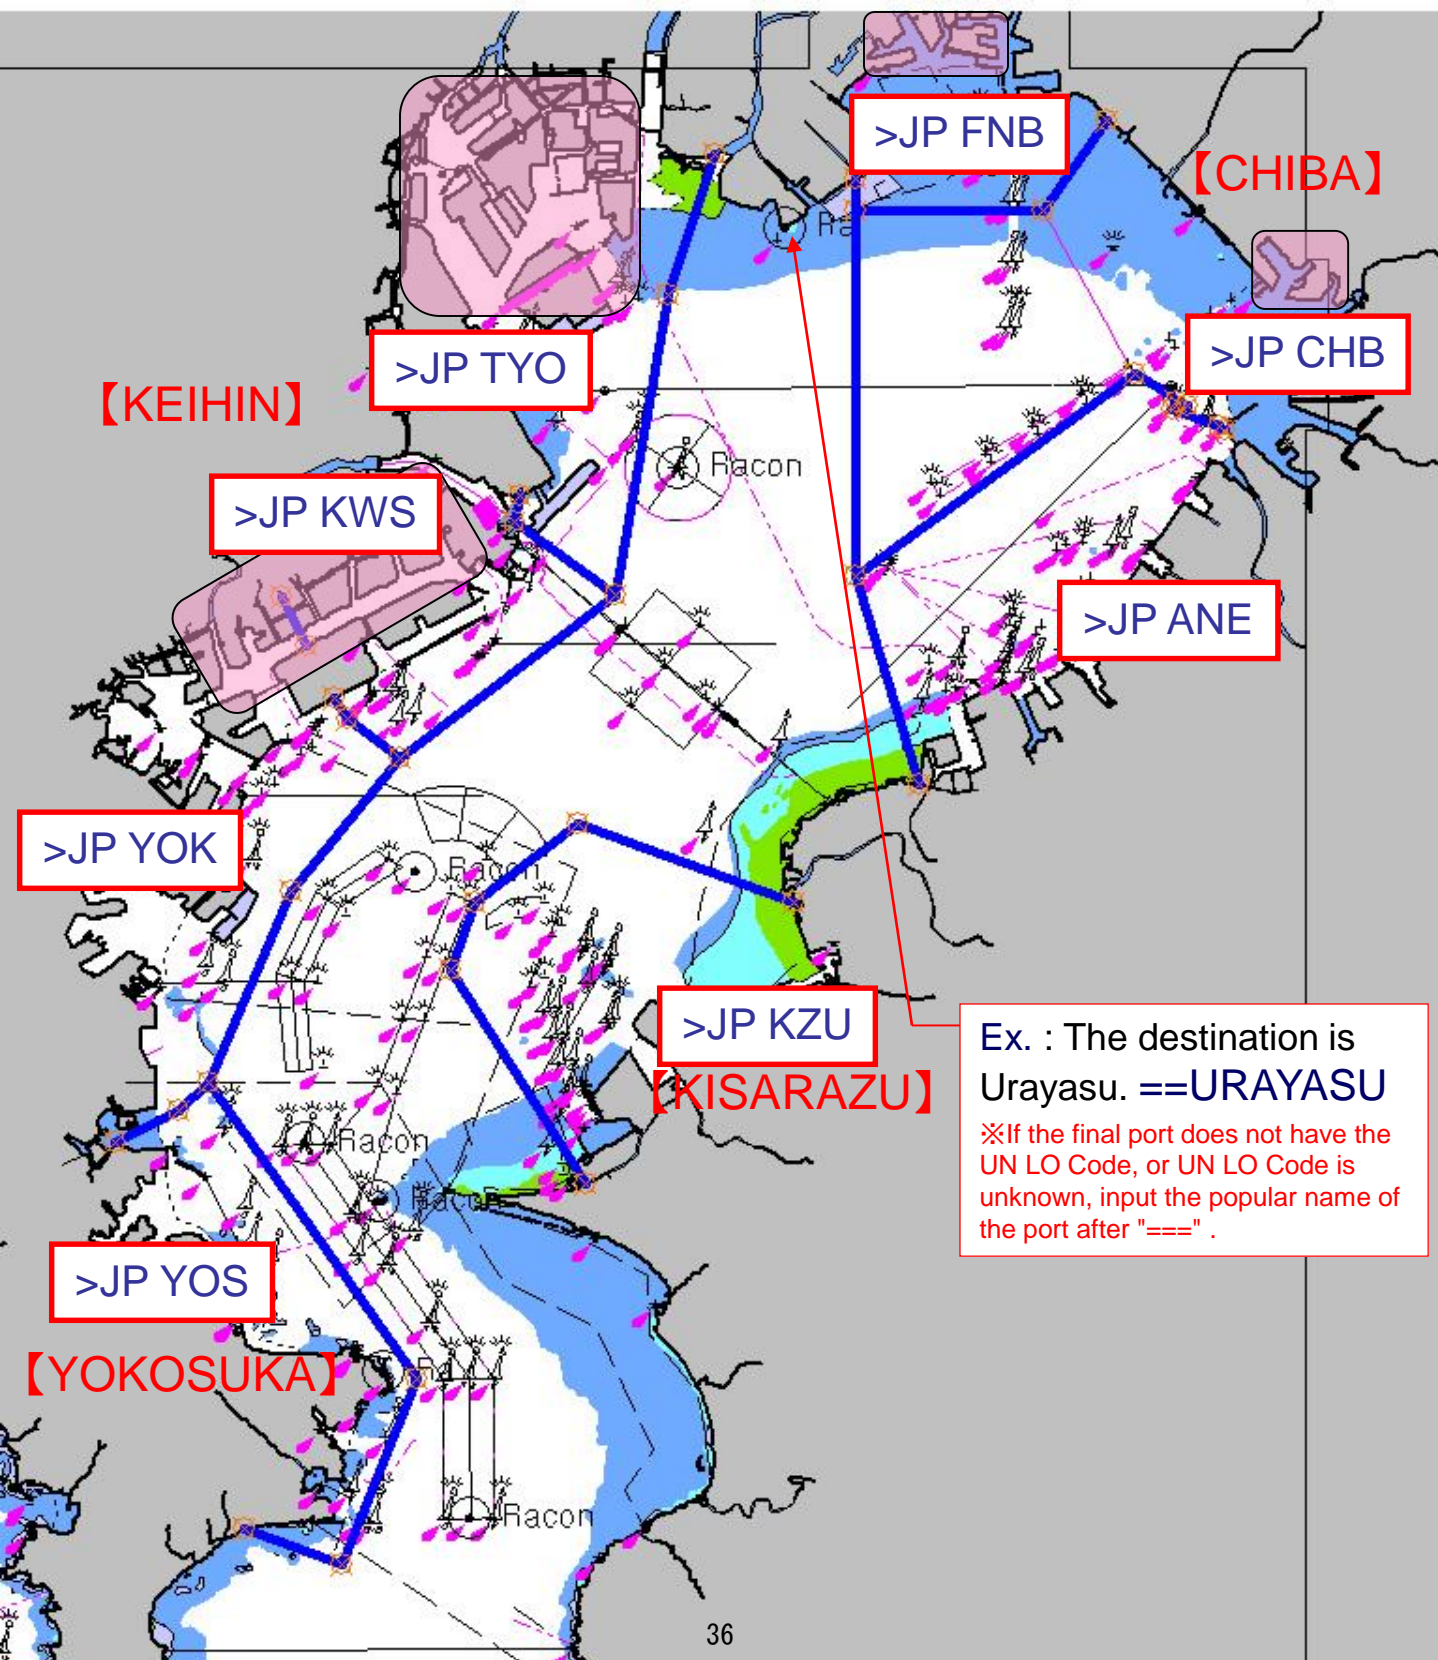 >JP FNB
【CHIBA】
>JP TYO
>JP CHB
【KEIHIN】
Racon
>JP KWS
>JP ANE
>JP YOK
Racon
>JP KZU
【KISARAZU】
Ex. : The destination is
Urayasu. ==URAYASU
※If the final port does not have the
UN LO Code, or UN LO Code is
unknown, input the popular name of
the port after "===" .
Racon
Racon
>JP YOS
【YOKOSUKA】
Racon
36